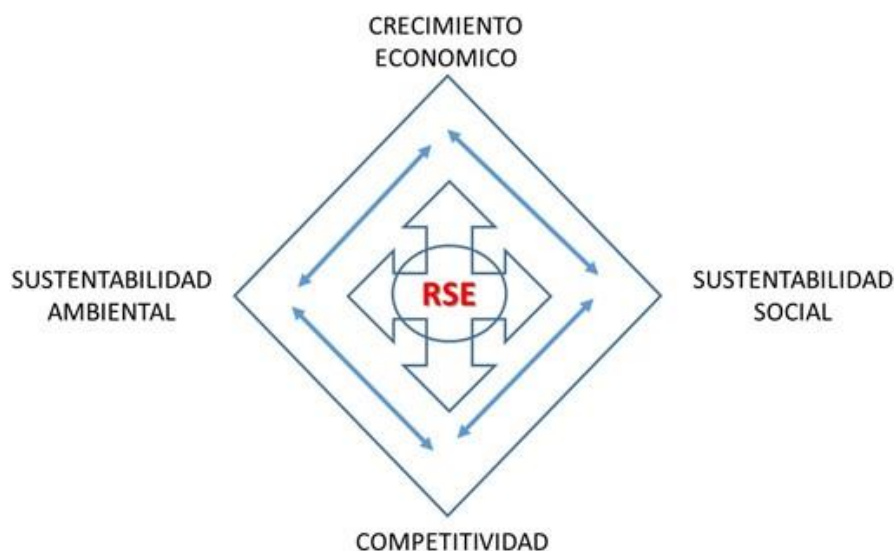 CRECIMIENTO
ECONOMICO
SUSTENTABILIDAD
AMBIENTAL
RSE
SUSTENTABILIDAD
SOCIAL
COMPETITIVIDAD